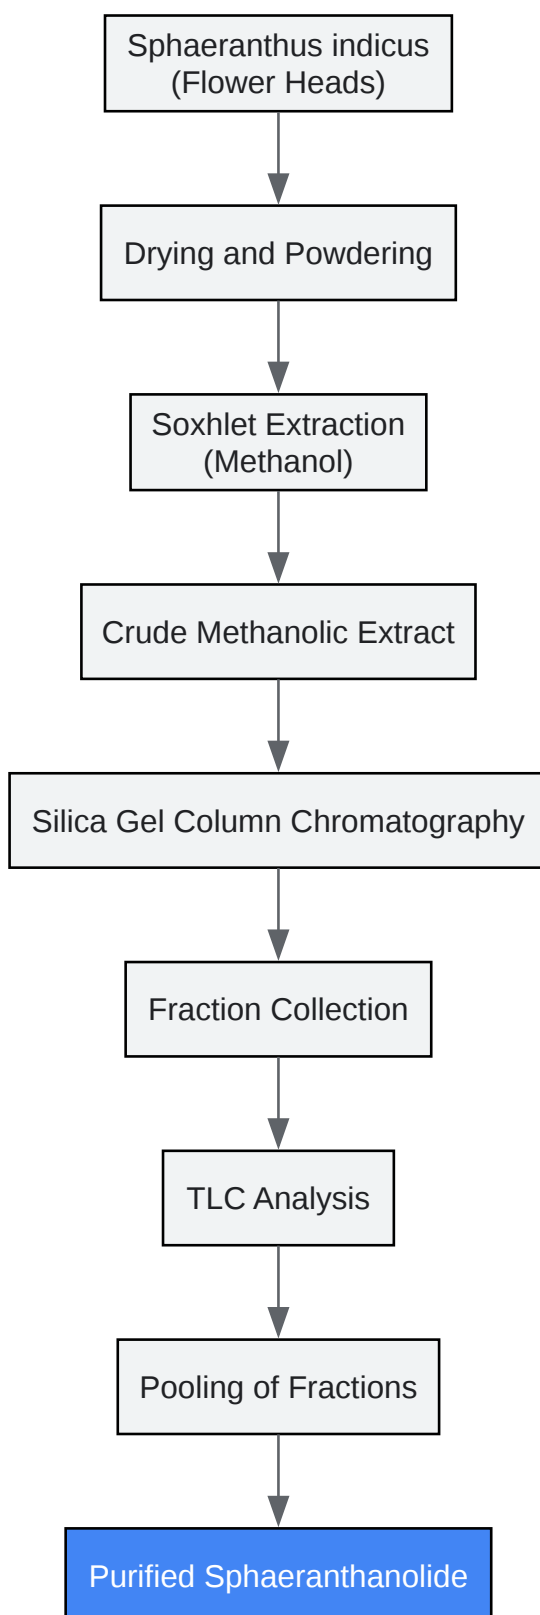 Sphaeranthus indicus
(Flower Heads)
Drying and Powdering
Soxhlet Extraction
(Methanol)
Crude Methanolic Extract
Silica Gel Column Chromatography
Fraction Collection
TLC Analysis
Pooling of Fractions
Purified Sphaeranthanolide